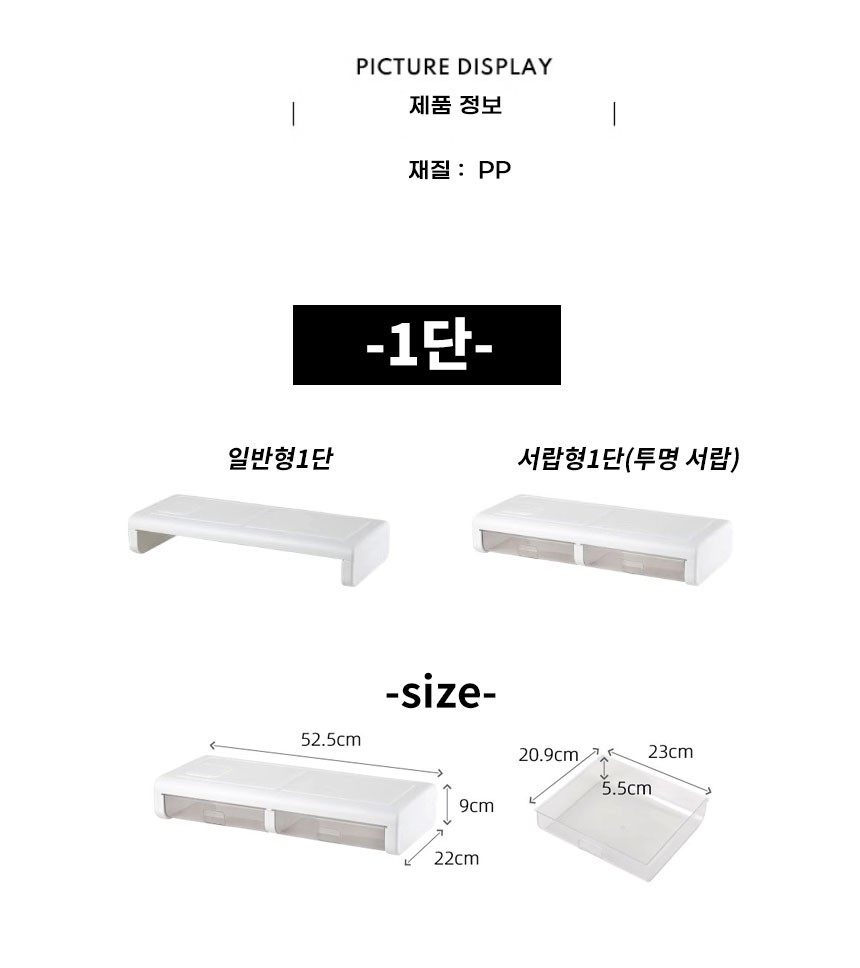 PICTURE DISPLAY
제품 정보
재질 : PP
-1단-
일반형1단
서랍형1단(투명 서랍)
-size-
52.5cm
9cm
22cm
20.9cm
23cm
5.5cm